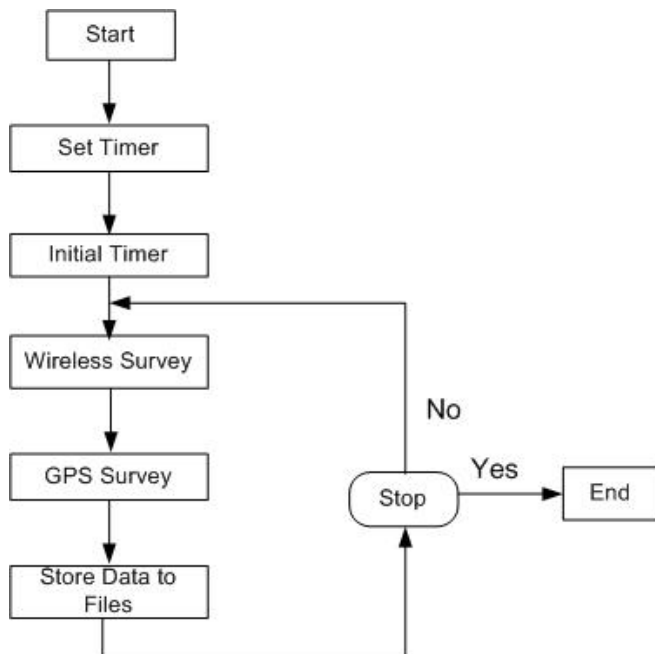 Start
Set Timer
Initial Timer
Wireless Survey
GPS Survey
Store Data to
Files
No
Yes
Stop
End